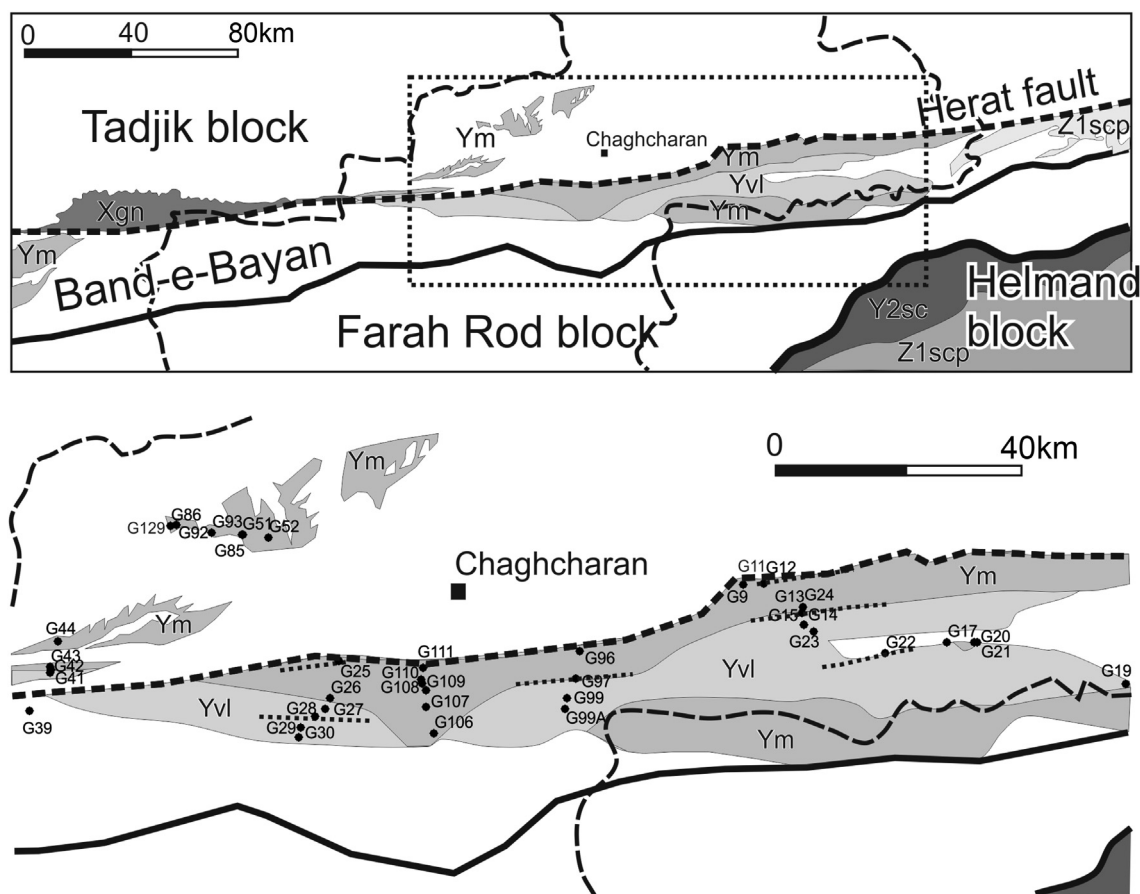 0 40 80km
Tadjik block
Herat fault
Z1scp
Ym
Chaghcharan
Ym
Yvl
Xgn
Ym
Ym
Band-e-Bayan
Helmand
block
Y2sc
Farah Rod block
Z1scp
0 40km
Ym
G86
G129
G92
G93
G51
G52
G85
Chaghcharan
G11
G12
G9
Ym
G13
G24
G15
G14
G23
G44
Ym
G43
G42
G41
G111
G96
G22
G17
G20
G21
G25
G110
G109
G108
G97
Yvl
G19
G26
G107
G99
Yvl
G28
G27
G39
G29
G30
G106
G99A
Ym